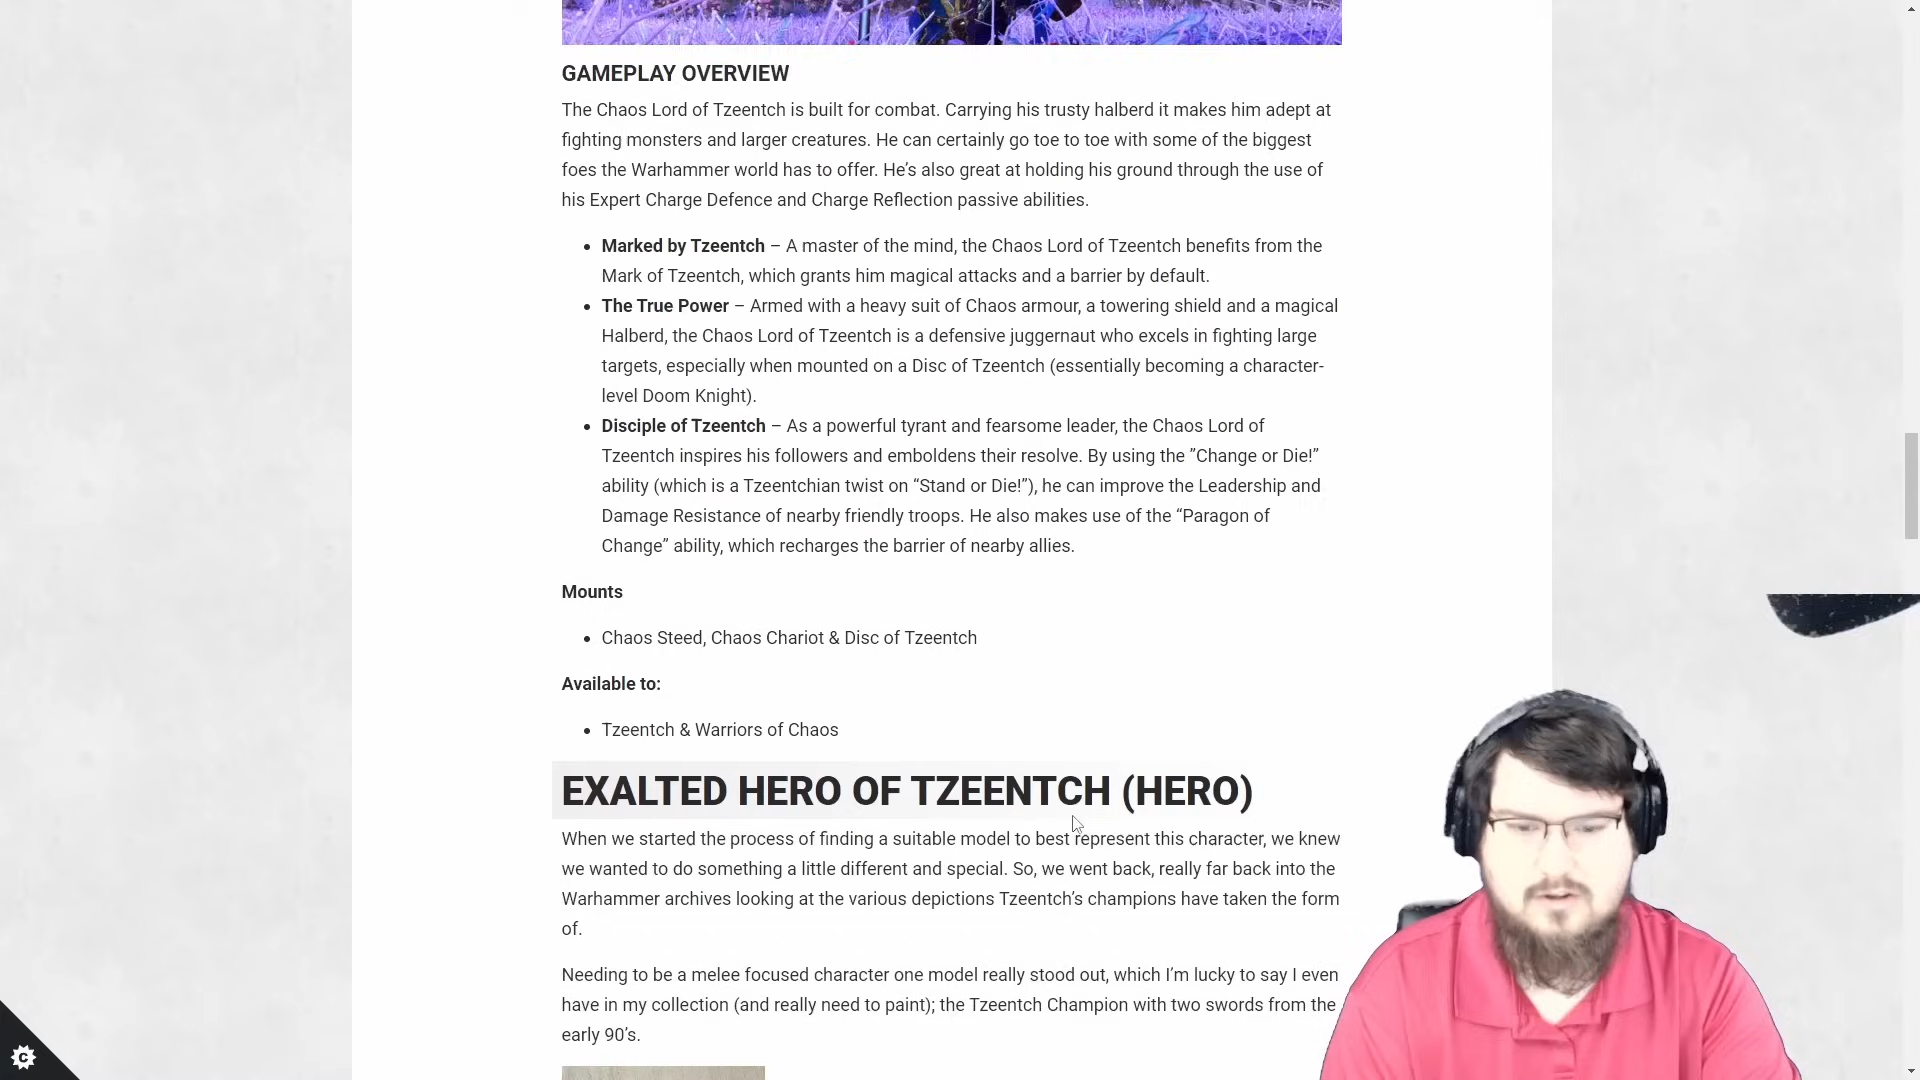 GAMEPLAY OVERVIEW
The Chaos Lord of Tzeentch is built for combat. Carrying his trusty halberd it makes him adept at
fighting monsters and larger creatures. He can certainly go toe to toe with some of the biggest
foes the Warhammer world has to offer. He’s also great at holding his ground through the use of
his Expert Charge Defence and Charge Reflection passive abilities.
• Marked by Tzeentch – A master of the mind, the Chaos Lord of Tzeentch benefits from the
Mark of Tzeentch, which grants him magical attacks and a barrier by default.
• The True Power – Armed with a heavy suit of Chaos armour, a towering shield and a magical
Halberd, the Chaos Lord of Tzeentch is a defensive juggernaut who excels in fighting large
targets, especially when mounted on a Disc of Tzeentch (essentially becoming a character-
level Doom Knight).
• Disciple of Tzeentch – As a powerful tyrant and fearsome leader, the Chaos Lord of
Tzeentch inspires his followers and emboldens their resolve. By using the ”Change or Die!”
ability (which is a Tzeentchian twist on “Stand or Die!”), he can improve the Leadership and
Damage Resistance of nearby friendly troops. He also makes use of the “Paragon of
Change” ability, which recharges the barrier of nearby allies.
Mounts
• Chaos Steed, Chaos Chariot & Disc of Tzeentch
Available to:
• Tzeentch & Warriors of Chaos
EXALTED HERO OF TZEENTCH (HERO)
When we started the process of finding a suitable model to best represent this character, we knew
we wanted to do something a little different and special. So, we went back, really far back into the
Warhammer archives looking at the various depictions Tzeentch’s champions have taken the form
of.
Needing to be a melee focused character one model really stood out, which I’m lucky to say I even
have in my collection (and really need to paint); the Tzeentch Champion with two swords from the
early 90’s.